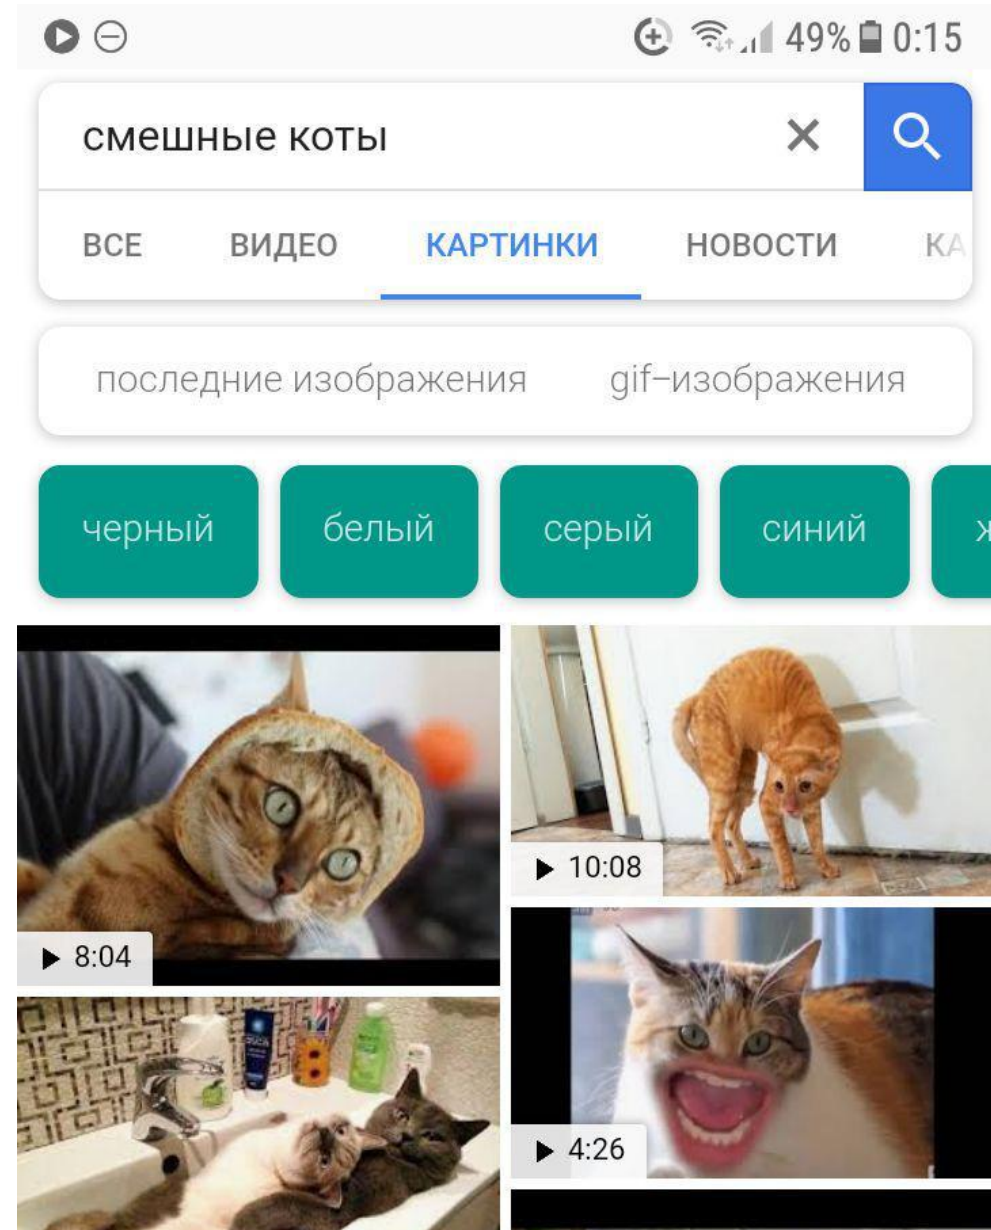 49% 0:15
смешные коты
ВСЕ ВИДЕО КАРТИНКИ НОВОСТИ КА
последние изображения gif-изображения
черный белый серый синий ж
10:08
8:04
4:26